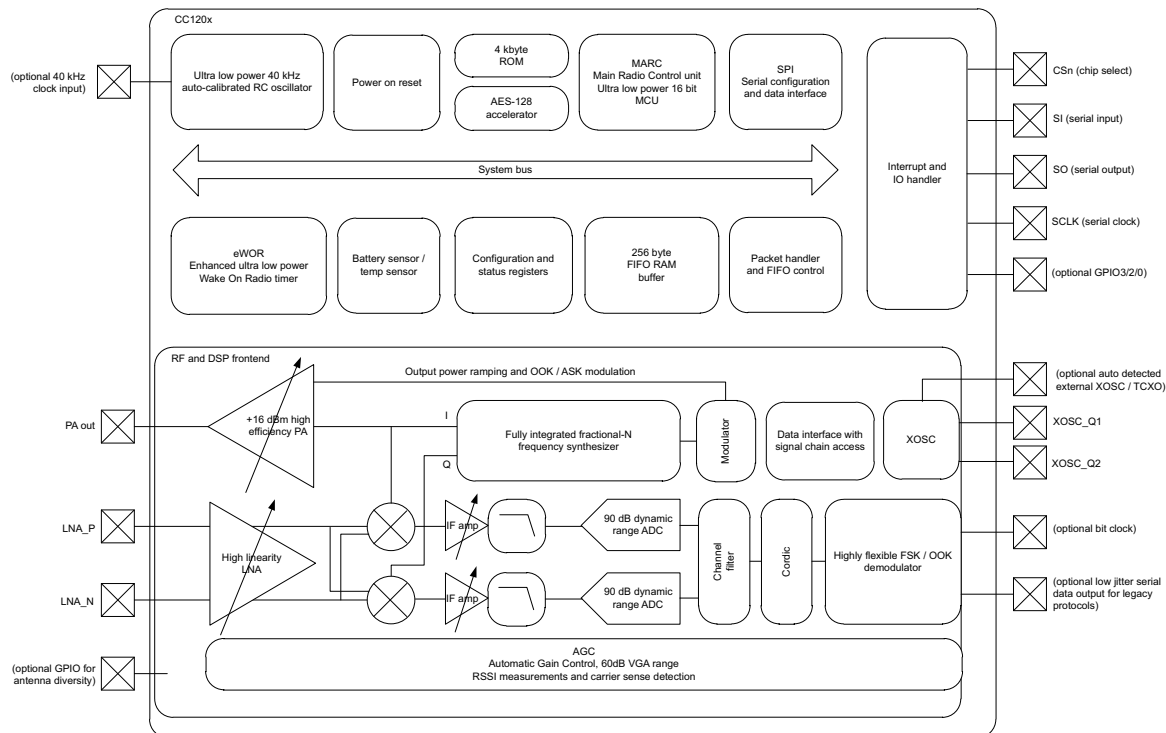 CC120x
(optional 40 kHz
clock input)
Ultra low power 40 kHz
auto-calibrated RC oscillator
Power on reset
4 kbyte
ROM
AES-128
accelerator
MARC
Main Radio Control unit
Ultra low power 16 bit
MCU
SPI
Serial configuration
and data interface
Interrupt and
IO handler
CSn (chip select)
SI (serial input)
SO (serial output)
SCLK (serial clock)
(optional GPIO3/2/0)
System bus
eWOR
Enhanced ultra low power
Wake On Radio timer
Battery sensor /
temp sensor
Configuration and
status registers
256 byte
FIFO RAM
buffer
Packet handler
and FIFO control
RF and DSP frontend
Output power ramping and OOK / ASK modulation
PA out
+16 dBm high
efficiency PA
I
Q
Fully integrated fractional-N
frequency synthesizer
Modulator
Data interface with
signal chain access
XOSC
(optional auto detected
external XOSC / TCXO)
XOSC_Q1
XOSC_Q2
LNA_P
LNA_N
High linearity
LNA
IF amp
90 dB dynamic
range ADC
IF amp
90 dB dynamic
range ADC
Channel
filter
Cordic
Highly flexible FSK / OOK
demodulator
(optional bit clock)
(optional low jitter serial
data output for legacy
protocols)
(optional GPIO for
antenna diversity)
AGC
Automatic Gain Control, 60dB VGA range
RSSI measurements and carrier sense detection